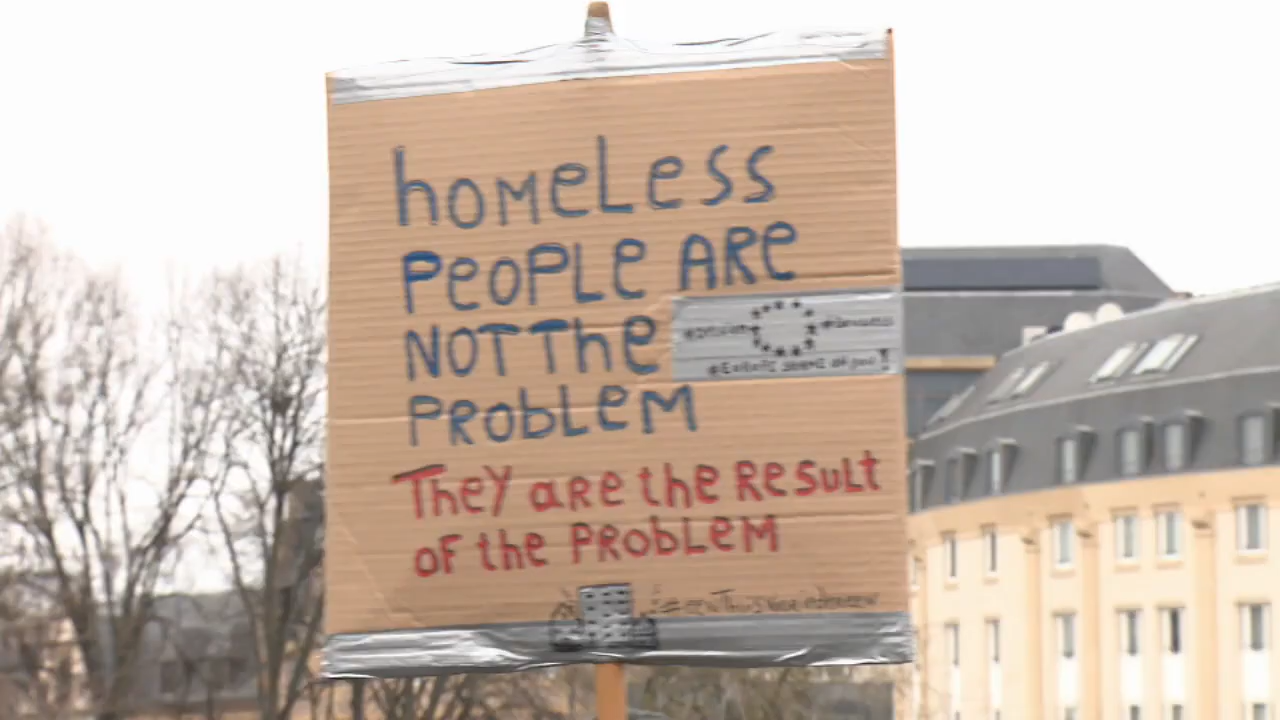 homeless
People are
Not the
Problem
They are the Result
of the Problem